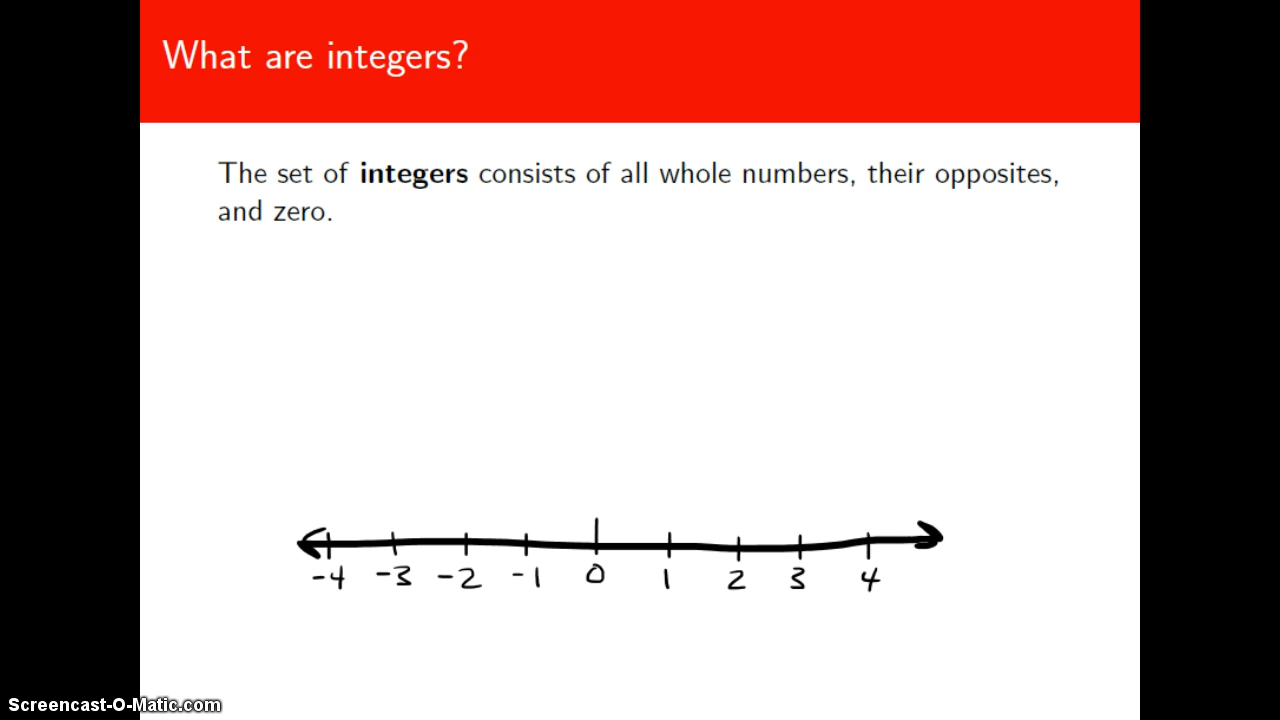 What are integers?
The set of integers consists of all whole numbers, their opposites,
and zero.
-4 -3 -2 -1 0 1 2 3 4
Screencast-O-Matic.com